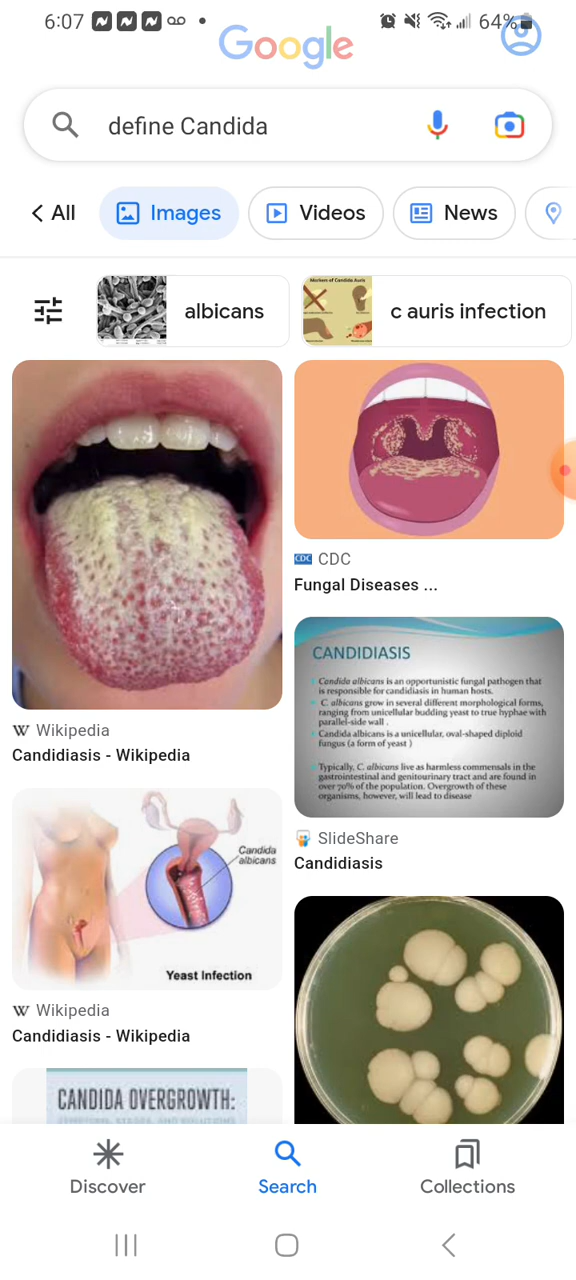 6:07
64%
Google
define Candida
All
Images
Videos
News
albicans
Markers of Candida Auris
c auris infection
CDC
CDC
Fungal Diseases ...
CANDIDIASIS
Candida albicans is an opportunistic fungal pathogen that
is responsible for candidiasis in human hosts.
C. albicans grow in several different morphological forms,
ranging from unicellular budding yeast to true hyphae with
parallel-side wall .
Candida albicans is a unicellular, oval-shaped diploid
fungus (a form of yeast )
Typically, C. albicans live as harmless commensals in the
gastrointestinal and genitourinary tract and are found in
over 70% of the population. Overgrowth of these
organisms, however, will lead to disease
W Wikipedia
Candidiasis - Wikipedia
SlideShare
Candidiasis
Candida
albicans
Yeast Infection
W Wikipedia
Candidiasis - Wikipedia
CANDIDA OVERGROWTH:
Discover
Search
Collections